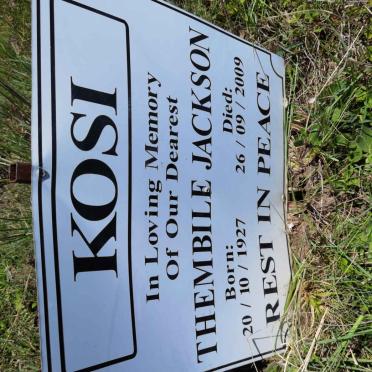 KOSI
In Loving Memory
Of Our Dearest
THEMBILE JACKSON
Born: Died:
20 / 10 / 1927 26 / 09 / 2009
REST IN PEACE